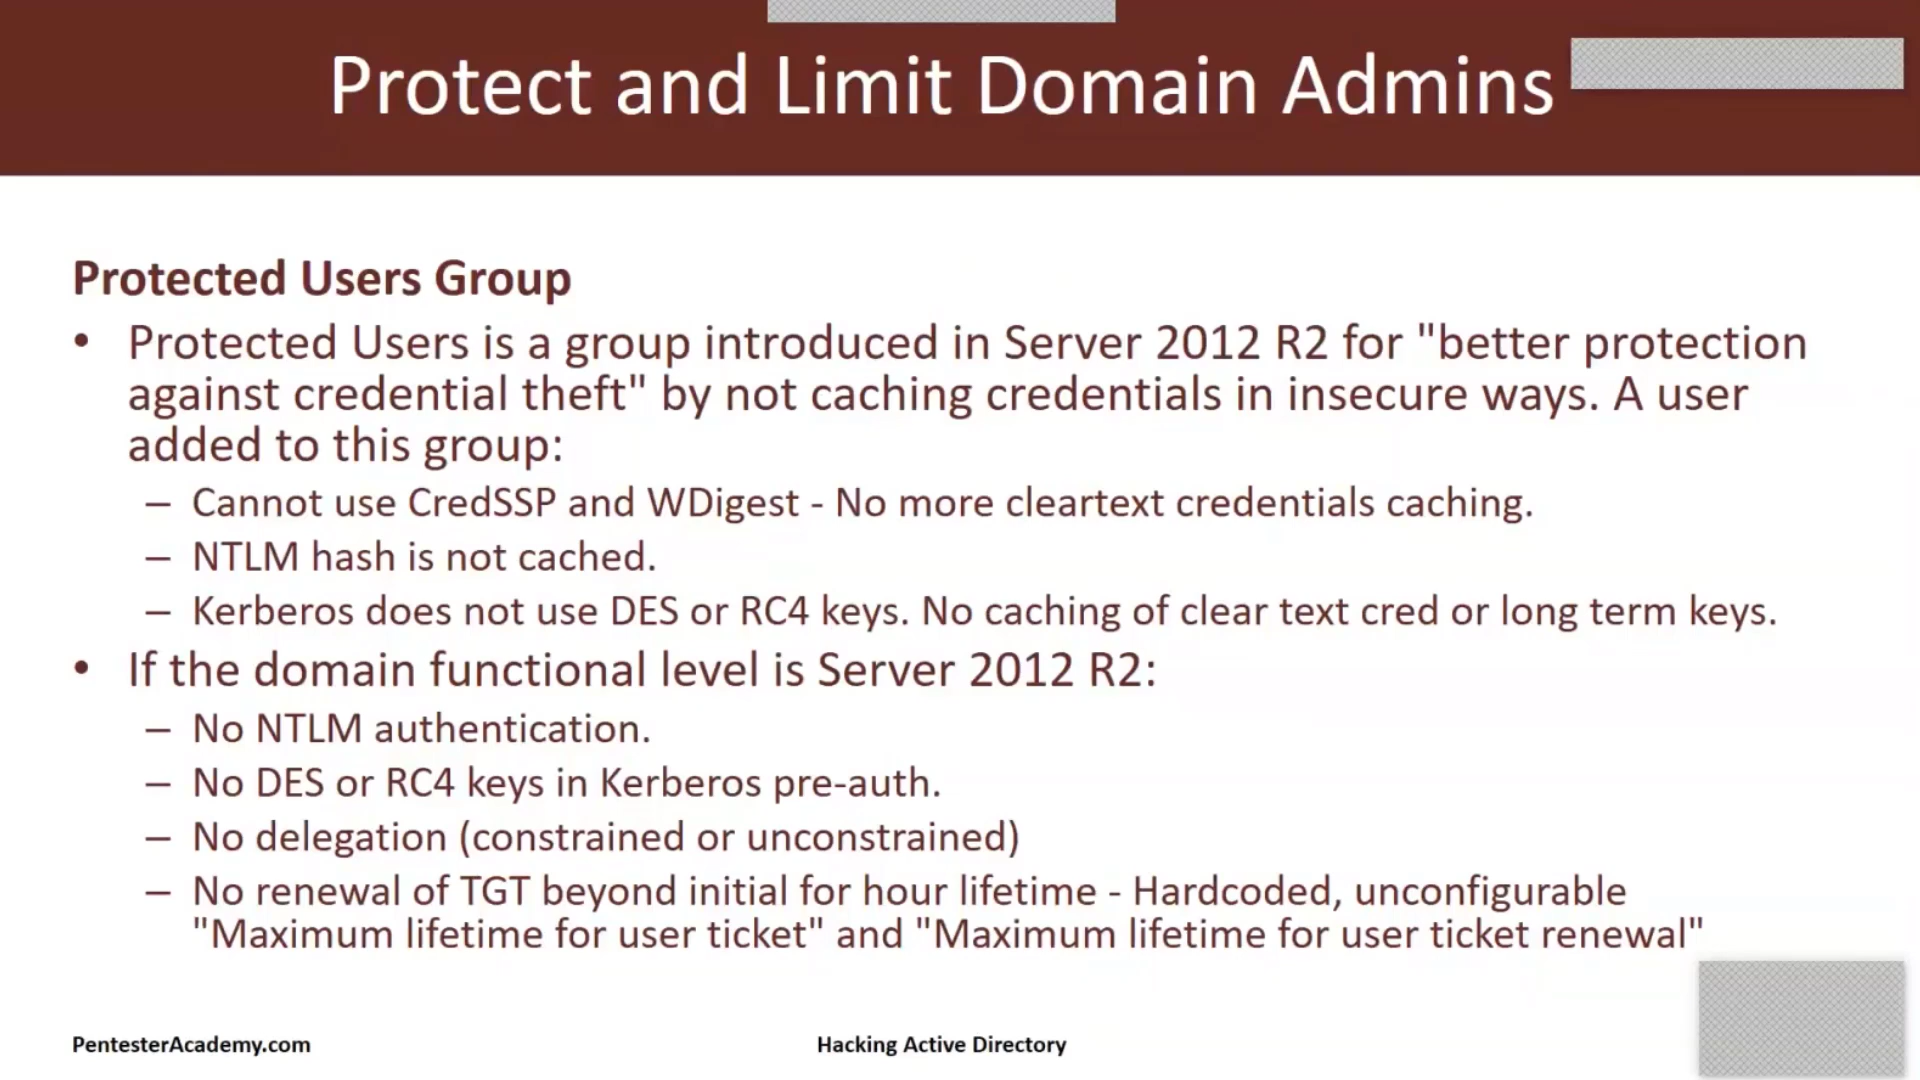 Protect and Limit Domain Admins
Protected Users Group
• Protected Users is a group introduced in Server 2012 R2 for "better protection
against credential theft" by not caching credentials in insecure ways. A user
added to this group:
– Cannot use CredSSP and WDigest - No more cleartext credentials caching.
– NTLM hash is not cached.
– Kerberos does not use DES or RC4 keys. No caching of clear text cred or long term keys.
• If the domain functional level is Server 2012 R2:
– No NTLM authentication.
– No DES or RC4 keys in Kerberos pre-auth.
– No delegation (constrained or unconstrained)
– No renewal of TGT beyond initial for hour lifetime - Hardcoded, unconfigurable
"Maximum lifetime for user ticket" and "Maximum lifetime for user ticket renewal"
PentesterAcademy.com
Hacking Active Directory